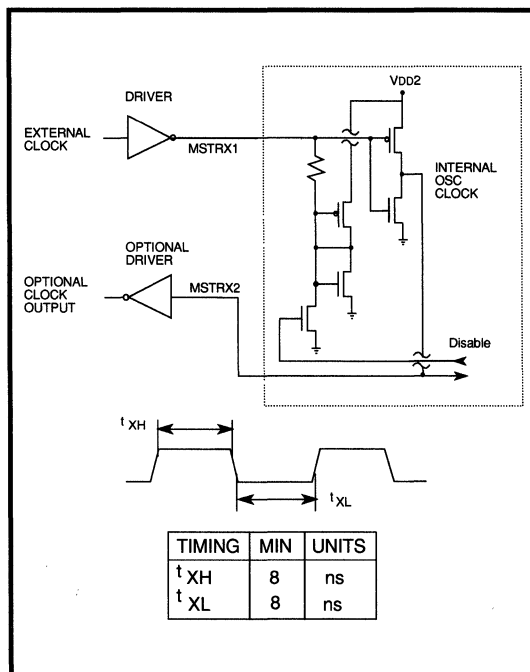 DRIVER
VDD2
EXTERNAL
CLOCK
MSTRX1
INTERNAL
OSC
CLOCK
OPTIONAL
DRIVER
OPTIONAL
CLOCK
OUTPUT
MSTRX2
Disable
t XH
t XL
TIMING MIN UNITS
t XH 8 ns
t XL 8 ns